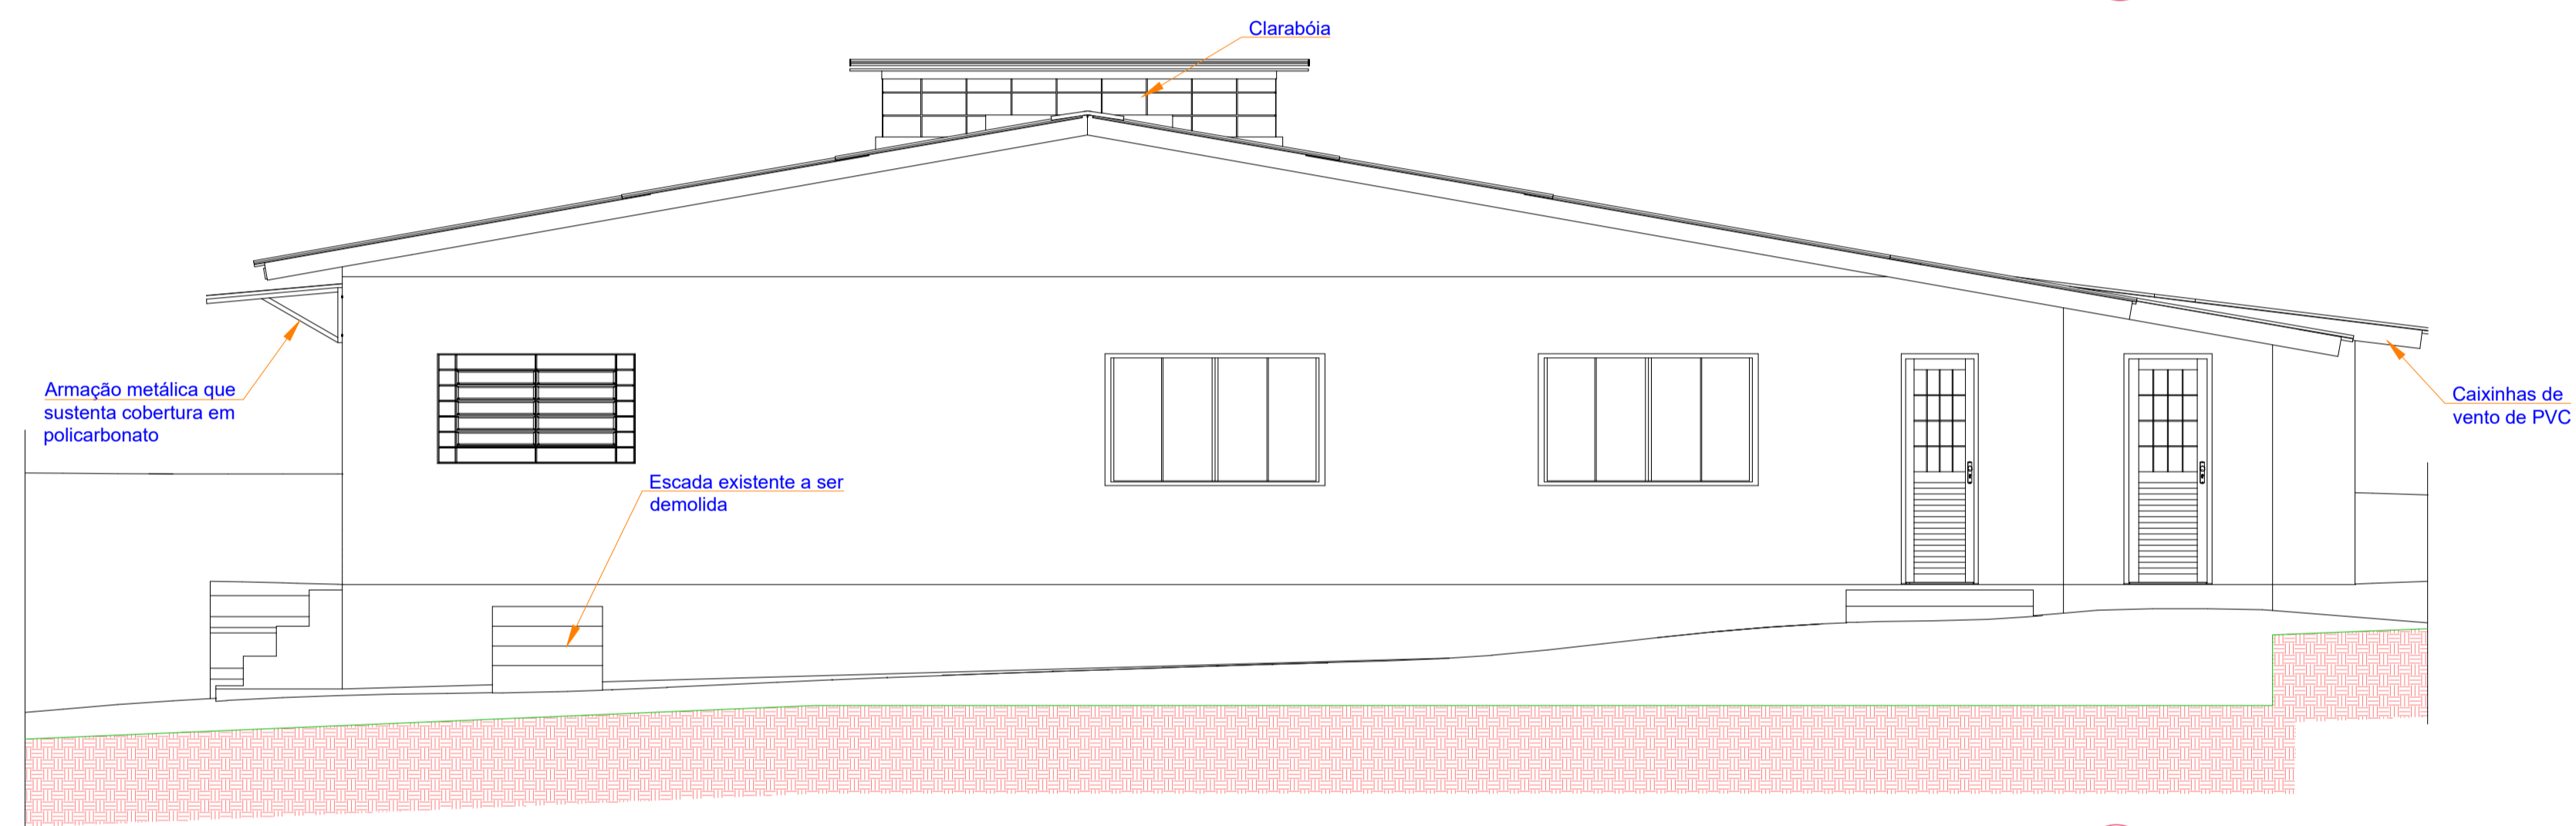 Clarabóia
Armação metálica que
sustenta cobertura em
policarbonato
Escada existente a ser
demolida
Caixinhas de
vento de PVC